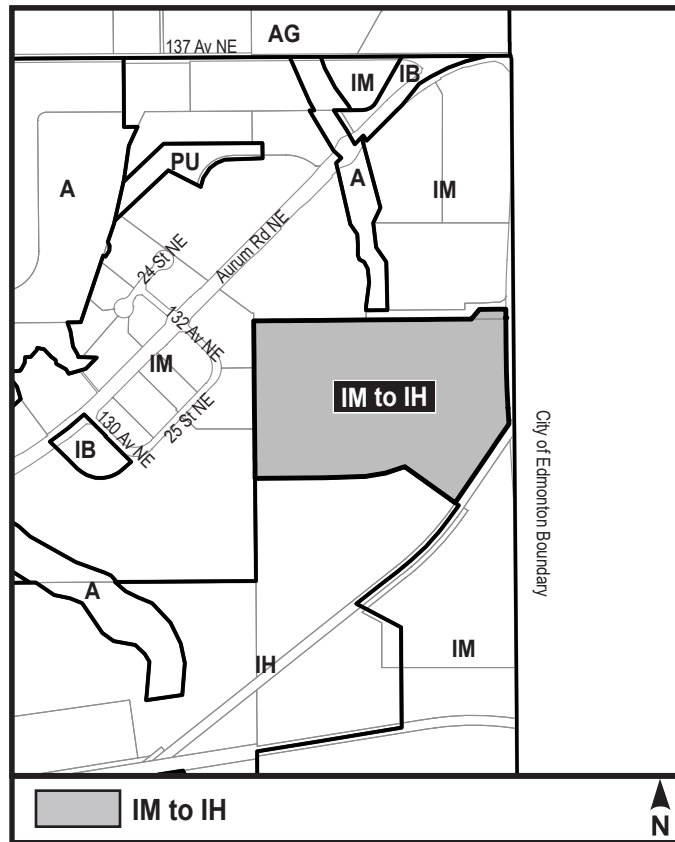 AG
137 Av NE
IM
IB
PU
A
A
IM
24 St NE
Aurum Rd NE
132 Av NE
IM
IM to IH
130 Av NE
25 St NE
IB
City of Edmonton Boundary
A
IH
IM
IM to IH
N